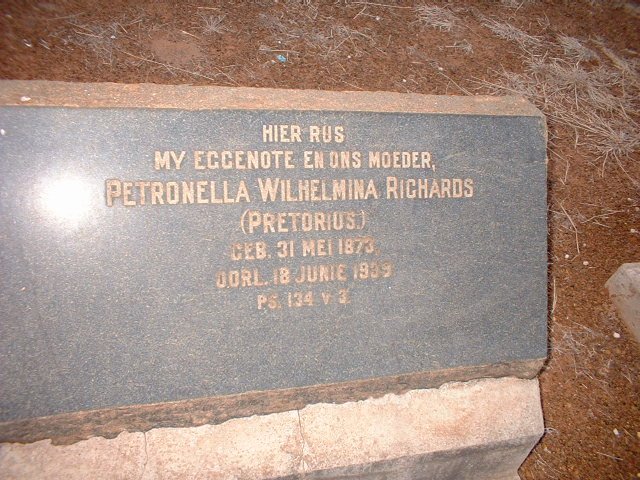 HIER RUS
MY EGGENOTE EN ONS MOEDER,
PETRONELLA WILHELMINA RICHARDS
(PRETORIUS.)
GEB. 31 MEI 1873.
OORL. 18 JUNIE 1939
PS. 134 V 3.